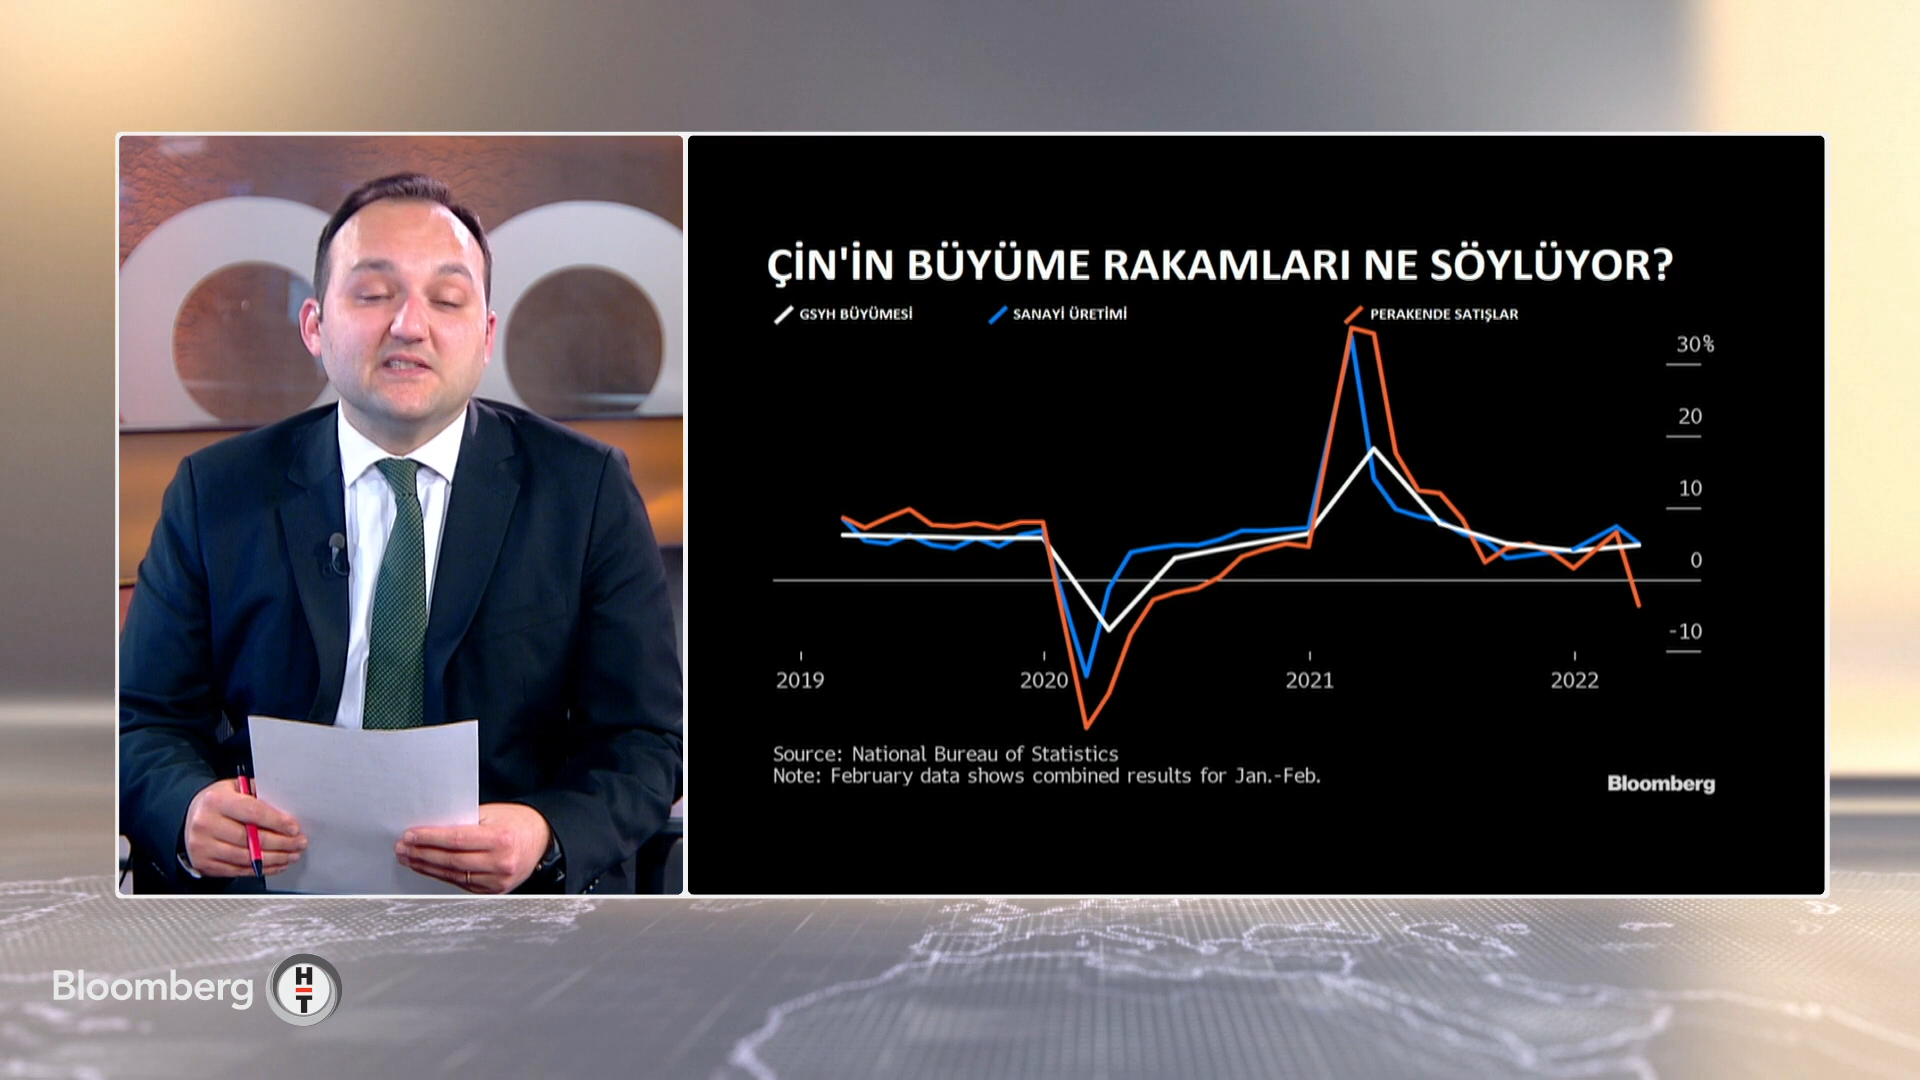 ÇİN'İN BÜYÜME RAKAMLARI NE SÖYLÜYOR?
GSYH BÜYÜMESİ SANAYİ ÜRETİMİ PERAKENDE SATIŞLAR
30%
20
10
0
-10
2019 2020 2021 2022
Source: National Bureau of Statistics
Note: February data shows combined results for Jan.-Feb.
Bloomberg
Bloomberg HT